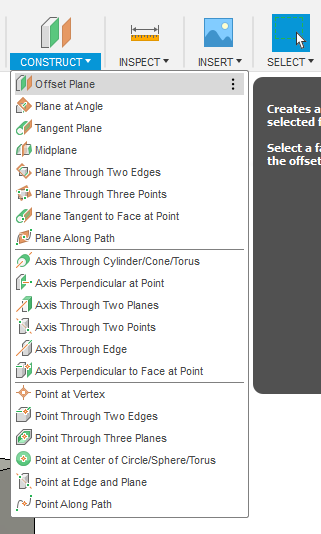 CONSTRUCT INSPECT INSERT SELECT
Offset Plane
Plane at Angle
Tangent Plane
Midplane
Plane Through Two Edges
Plane Through Three Points
Plane Tangent to Face at Point
Plane Along Path
Axis Through Cylinder/Cone/Torus
Axis Perpendicular at Point
Axis Through Two Planes
Axis Through Two Points
Axis Through Edge
Axis Perpendicular to Face at Point
Point at Vertex
Point Through Two Edges
Point Through Three Planes
Point at Center of Circle/Sphere/Torus
Point at Edge and Plane
Point Along Path
Creates a
selected f
Select a fa
the offset